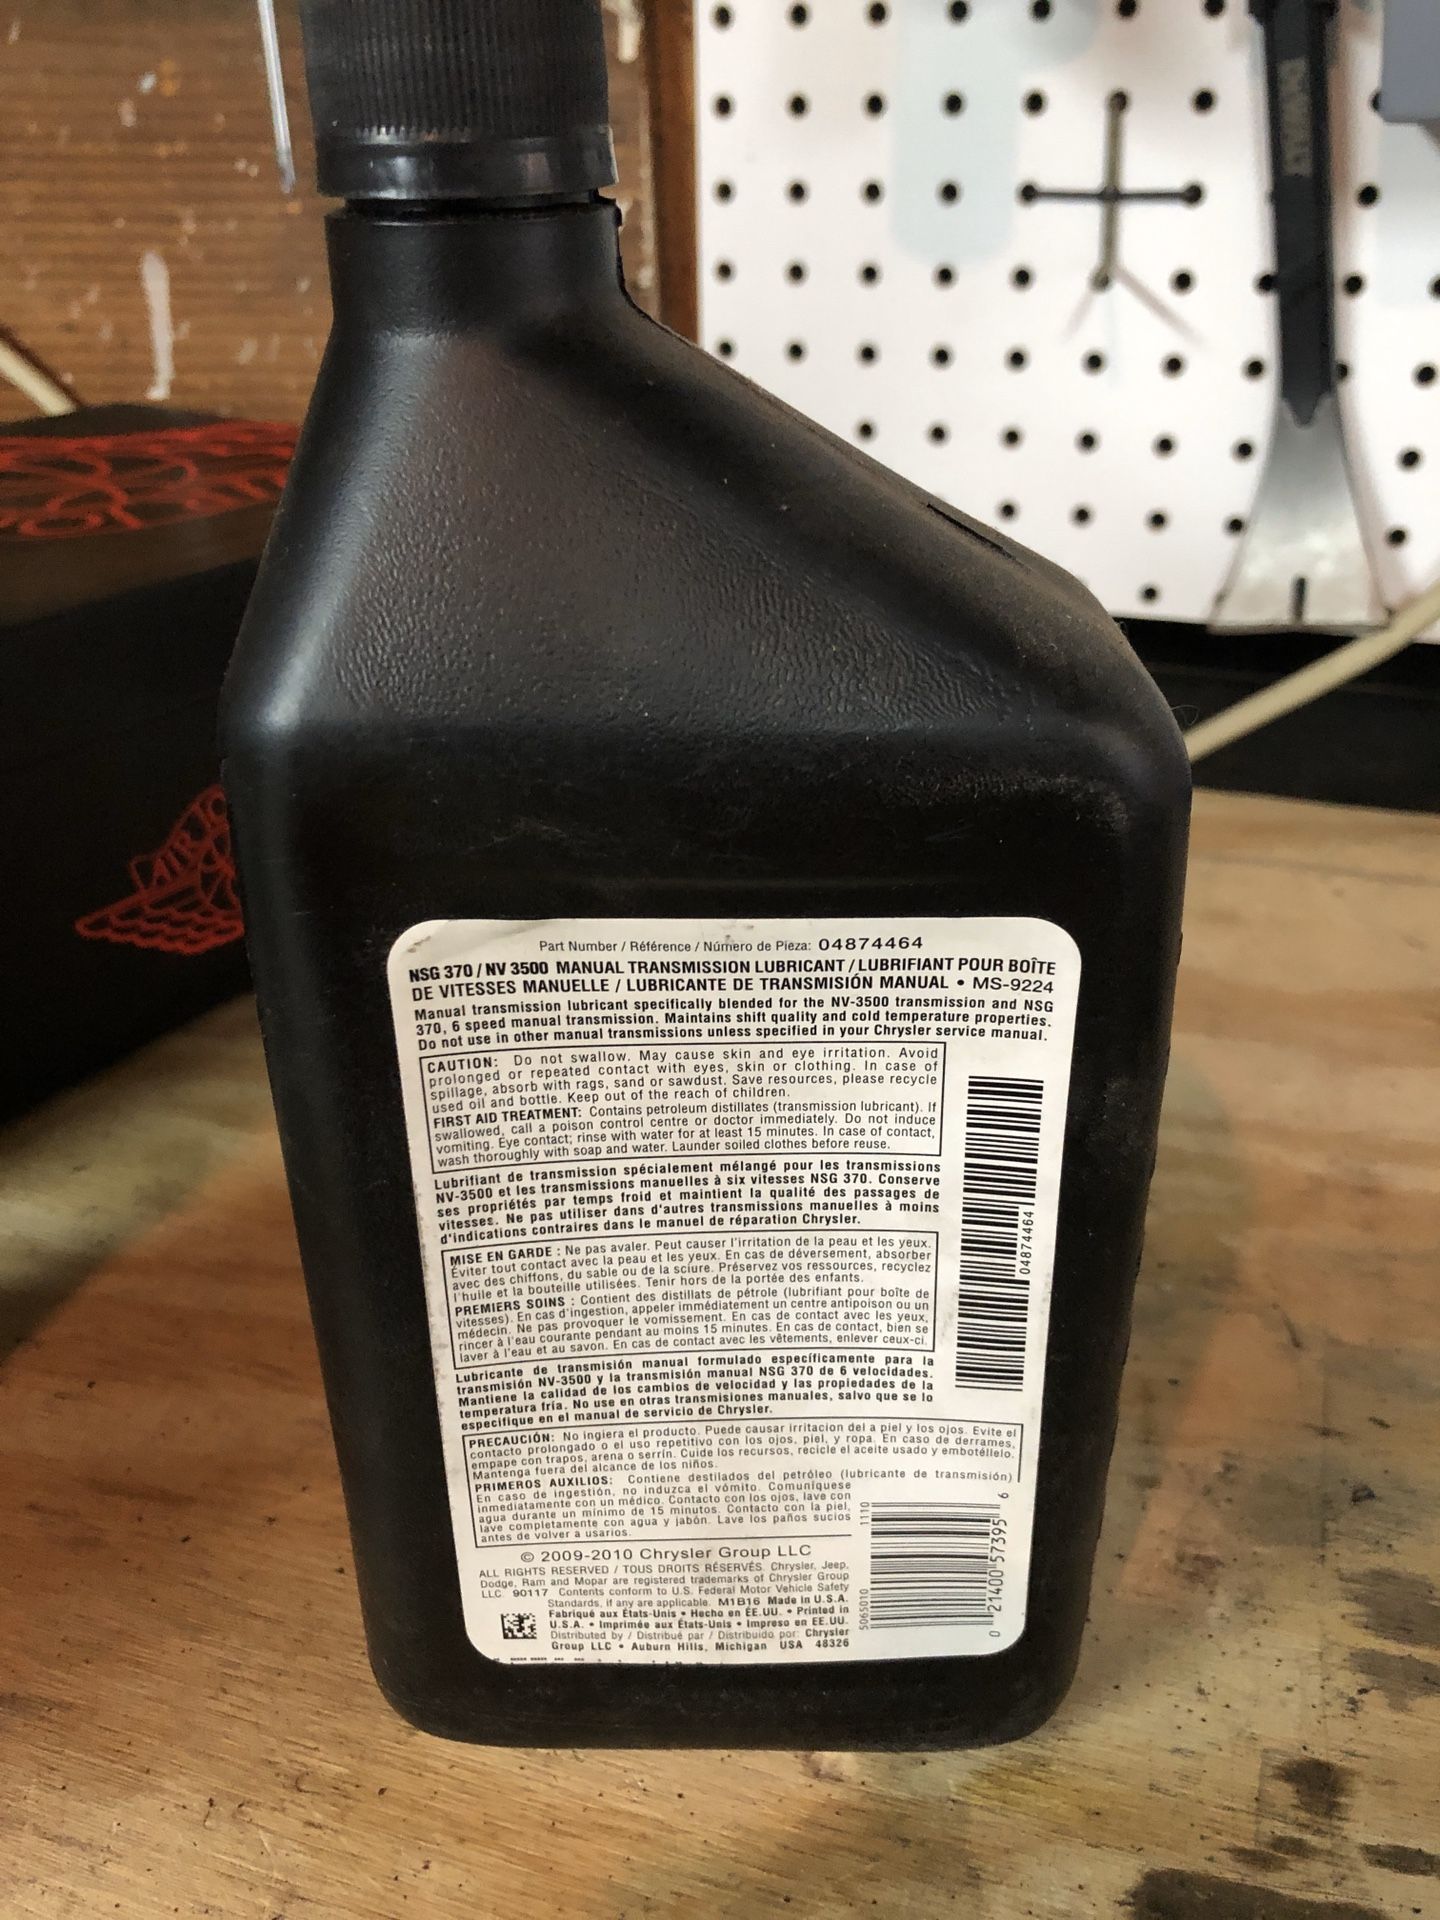 DEWALT
AIR JO
Part Number / Référence / Número de Pieza: 04874464
NSG 370 / NV 3500 MANUAL TRANSMISSION LUBRICANT / LUBRIFIANT POUR BOÎTE
DE VITESSES MANUELLE / LUBRICANTE DE TRANSMISIÓN MANUAL • MS-9224
Manual transmission lubricant specifically blended for the NV-3500 transmission and NSG
370, 6 speed manual transmission. Maintains shift quality and cold temperature properties.
Do not use in other manual transmissions unless specified in your Chrysler service manual.
CAUTION: Do not swallow. May cause skin and eye irritation. Avoid
prolonged or repeated contact with eyes, skin or clothing. In case of
spillage, absorb with rags, sand or sawdust. Save resources, please recycle
used oil and bottle. Keep out of the reach of children.
FIRST AID TREATMENT: Contains petroleum distillates (transmission lubricant). If
swallowed, call a poison control centre or doctor immediately. Do not induce
vomiting. Eye contact; rinse with water for at least 15 minutes. In case of contact,
wash thoroughly with soap and water. Launder soiled clothes before reuse.
Lubrifiant de transmission spécialement mélangé pour les transmissions
NV-3500 et les transmissions manuelles à six vitesses NSG 370. Conserve
ses propriétés par temps froid et maintient la qualité des passages de
vitesses. Ne pas utiliser dans d'autres transmissions manuelles à moins
d'indications contraires dans le manuel de réparation Chrysler.
MISE EN GARDE : Ne pas avaler. Peut causer l'irritation de la peau et les yeux.
Éviter tout contact avec la peau et les yeux. En cas de déversement, absorber
avec des chiffons, du sable ou de la sciure. Préservez vos ressources, recyclez
l'huile et la bouteille utilisées. Tenir hors de la portée des enfants.
PREMIERS SOINS : Contient des distillats de pétrole (lubrifiant pour boîte de
vitesses). En cas d'ingestion, appeler immédiatement un centre antipoison ou un
médecin. Ne pas provoquer le vomissement. En cas de contact avec les yeux,
rincer à l'eau courante pendant au moins 15 minutes. En cas de contact, bien se
laver à l'eau et au savon. En cas de contact avec les vêtements, enlever ceux-ci.
Lubricante de transmisión manual formulado específicamente para la
transmisión NV-3500 y la transmisión manual NSG 370 de 6 velocidades.
Mantiene la calidad de los cambios de velocidad y las propiedades de la
temperatura fría. No use en otras transmisiones manuales, salvo que se lo
especifique en el manual de servicio de Chrysler.
04874464
PRECAUCIÓN: No ingiera el producto. Puede causar irritacion del a piel y los ojos. Evite el
contacto prolongado o el uso repetitivo con los ojos, piel, y ropa. En caso de derrames,
empape con trapos, arena o serrín. Cuide los recursos, recicle el aceite usado y embotéllelo.
Mantenga fuera del alcance de los niños.
PRIMEROS AUXILIOS: Contiene destilados del petróleo (lubricante de transmisión)
En caso de ingestión, no induzca el vómito. Comuníquese
inmediatamente con un médico. Contacto con los ojos, lave con
agua durante un mínimo de 15 minutos. Contacto con la piel,
lave completamente con agua y jabón. Lave los paños sucios
antes de volver a usarios.
© 2009-2010 Chrysler Group LLC
ALL RIGHTS RESERVED / TOUS DROITS RÉSERVÉS. Chrysler, Jeep,
Dodge, Ram and Mopar are registered trademarks of Chrysler Group
LLC. 90117 Contents conform to U.S. Federal Motor Vehicle Safety
Standards, if any are applicable. M1B16 Made in U.S.A.
Fabriqué aux États-Unis • Hecho en EE.UU. • Printed in
U.S.A. • Imprimée aux États-Unis • Impreso en EE.UU.
Distributed by / Distribué par / Distribuido por: Chrysler
Group LLC • Auburn Hills, Michigan USA 48326
5065010 1110
0 21400 57395 6